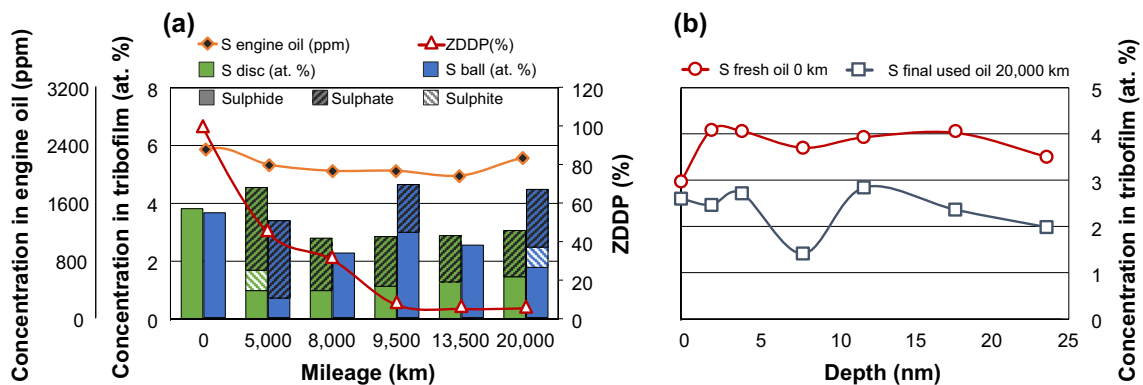 (a)
S engine oil (ppm)
ZDDP(%)
S disc (at. %)
S ball (at. %)
Sulphide
Sulphate
Sulphite
Concentration in engine oil (ppm)
3200
2400
1600
800
0
Concentration in tribofilm (at. %)
8
6
4
2
0
120
100
80
60
40
20
0
ZDDP (%)
0
5,000
8,000
9,500
13,500
20,000
Mileage (km)
(b)
S fresh oil 0 km
S final used oil 20,000 km
5
4
3
2
1
0
Concentration in tribofilm (at. %)
0
5
10
15
20
25
Depth (nm)